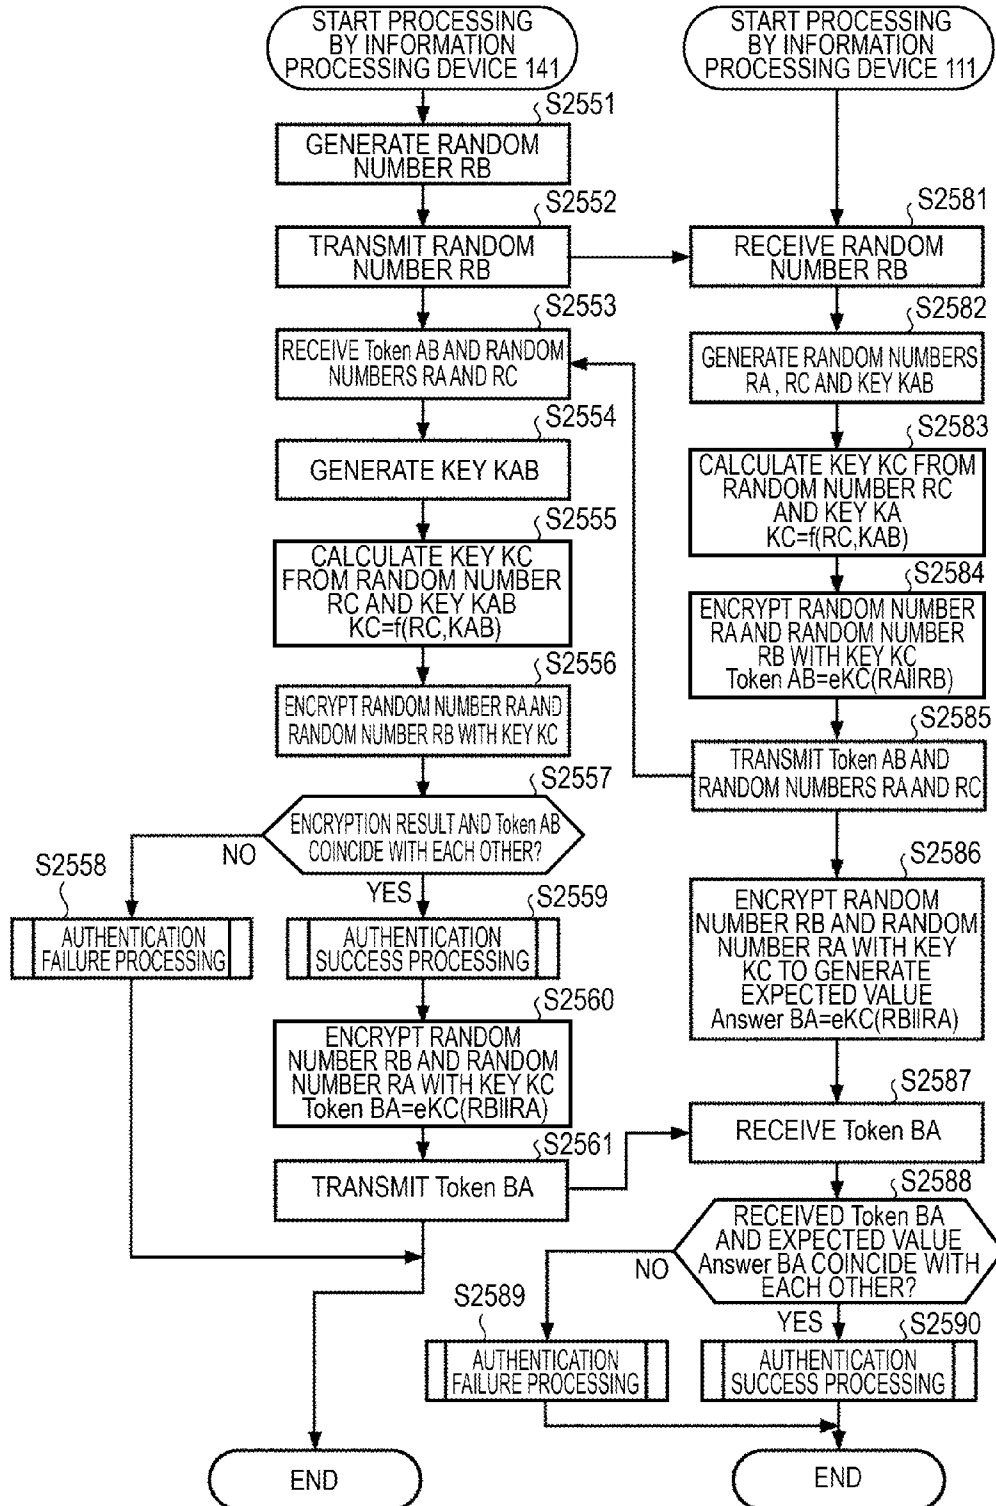 START PROCESSING
BY INFORMATION
PROCESSING DEVICE 141
S2551
GENERATE RANDOM
NUMBER RB
S2552
TRANSMIT RANDOM
NUMBER RB
S2553
RECEIVE Token AB AND RANDOM
NUMBERS RA AND RC
S2554
GENERATE KEY KAB
S2555
CALCULATE KEY KC
FROM RANDOM NUMBER
RC AND KEY KAB
KC=f(RC,KAB)
S2556
ENCRYPT RANDOM NUMBER RA AND
RANDOM NUMBER RB WITH KEY KC
S2557
ENCRYPTION RESULT AND Token AB
COINCIDE WITH EACH OTHER?
NO
YES
S2558
AUTHENTICATION
FAILURE PROCESSING
S2559
AUTHENTICATION
SUCCESS PROCESSING
S2560
ENCRYPT RANDOM
NUMBER RB AND RANDOM
NUMBER RA WITH KEY KC
Token BA=eKC(RB||RA)
S2561
TRANSMIT Token BA
END
START PROCESSING
BY INFORMATION
PROCESSING DEVICE 111
S2581
RECEIVE RANDOM
NUMBER RB
S2582
GENERATE RANDOM NUMBERS
RA , RC AND KEY KAB
S2583
CALCULATE KEY KC FROM
RANDOM NUMBER RC
AND KEY KA
KC=f(RC,KAB)
S2584
ENCRYPT RANDOM NUMBER
RA AND RANDOM NUMBER
RB WITH KEY KC
Token AB=eKC(RA||RB)
S2585
TRANSMIT Token AB AND
RANDOM NUMBERS RA AND RC
S2586
ENCRYPT RANDOM
NUMBER RB AND RANDOM
NUMBER RA WITH KEY
KC TO GENERATE
EXPECTED VALUE
Answer BA=eKC(RB||RA)
S2587
RECEIVE Token BA
S2588
RECEIVED Token BA
AND EXPECTED VALUE
Answer BA COINCIDE WITH
EACH OTHER?
NO
YES
S2589
AUTHENTICATION
FAILURE PROCESSING
S2590
AUTHENTICATION
SUCCESS PROCESSING
END